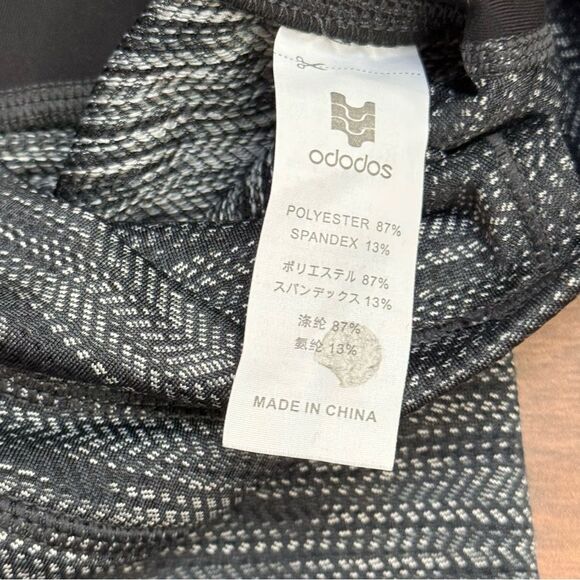 ododos
POLYESTER 87%
SPANDEX 13%
ポリエステル 87%
スパンデックス 13%
涤纶 87%
氨纶 13%
MADE IN CHINA